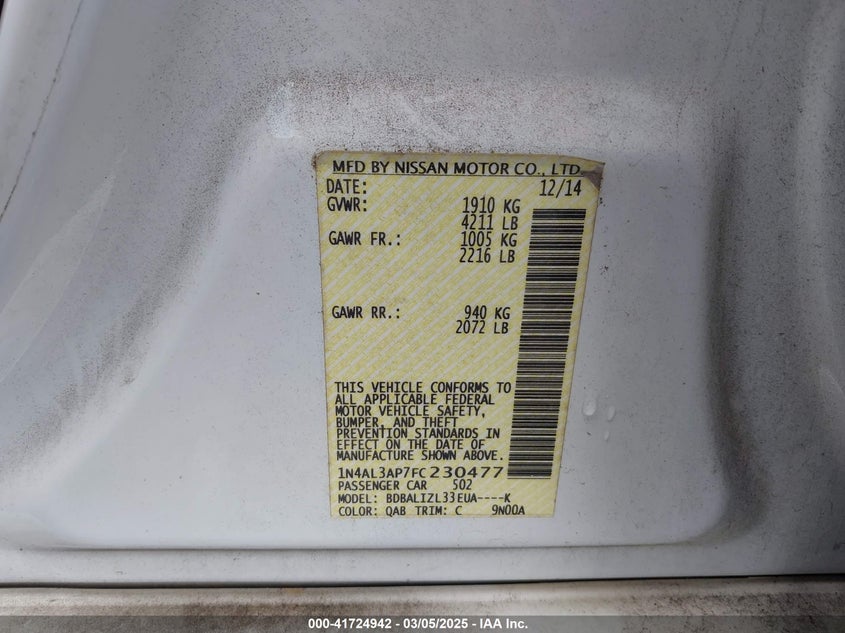 MFD BY NISSAN MOTOR CO., LTD.
DATE: 12/14
GVWR: 1910 KG
4211 LB
GAWR FR.: 1005 KG
2216 LB
GAWR RR.: 940 KG
2072 LB
THIS VEHICLE CONFORMS TO
ALL APPLICABLE FEDERAL
MOTOR VEHICLE SAFETY,
BUMPER, AND THEFT
PREVENTION STANDARDS IN
EFFECT ON THE DATE OF
MANUFACTURE SHOWN ABOVE.
1N4AL3AP7FC230477
PASSENGER CAR 502
MODEL: BDBALIZL33EUA----K
COLOR: QAB TRIM: C 9N00A
000-41724942 — 03/05/2025 - IAA Inc.